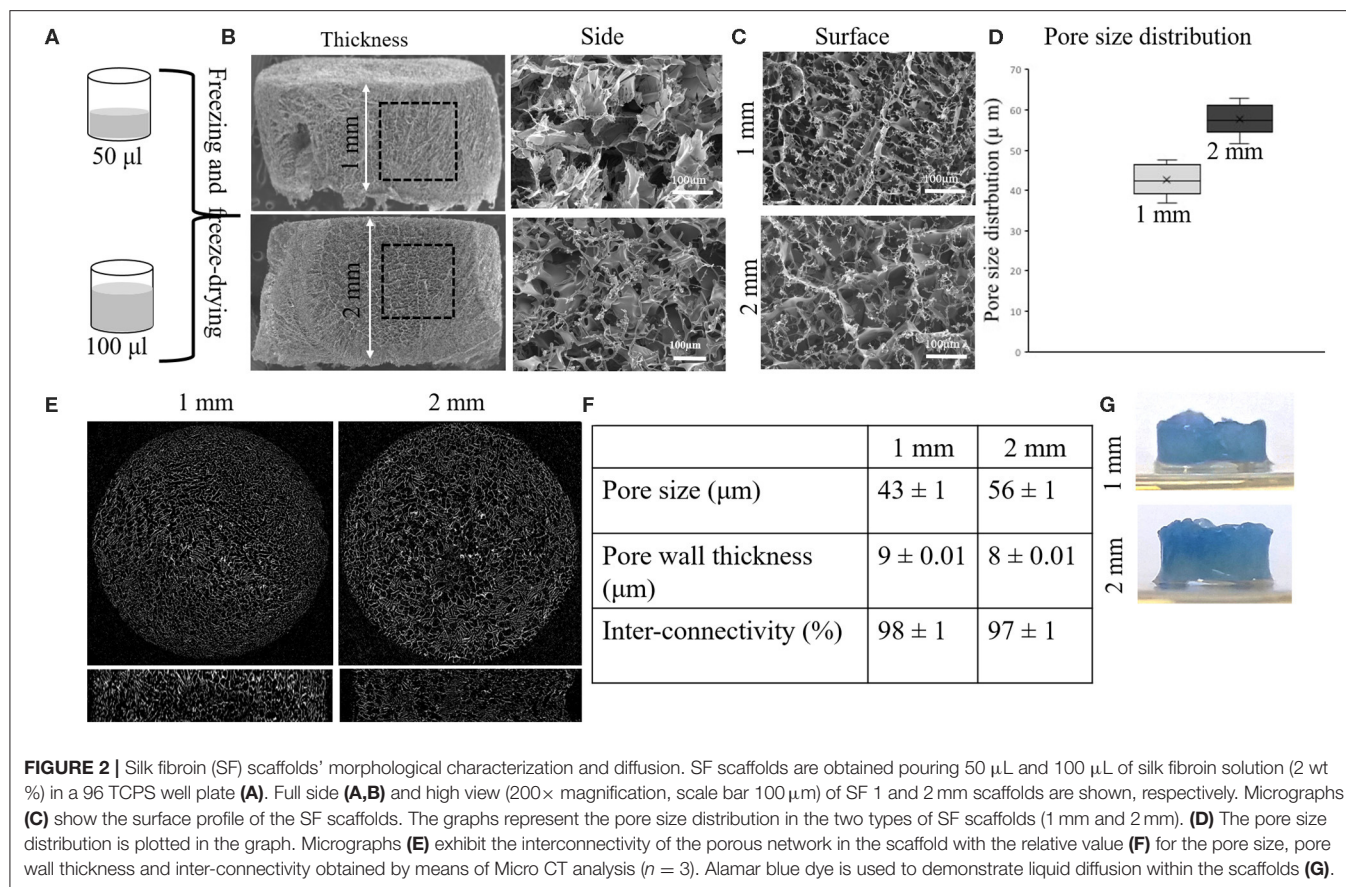 A
50 µl
100 µl
Freezing and freeze-drying
B
Thickness
Side
1 mm
100µm
2 mm
100µm
C
Surface
1 mm
100µm
2 mm
100µm
D
Pore size distribution
Pore size distribution (µ m)
70
60
50
40
30
20
10
0
1 mm
2 mm
E
1 mm
2 mm
F
1 mm 2 mm
Pore size (µm) 43 ± 1 56 ± 1
Pore wall thickness
(µm) 9 ± 0.01 8 ± 0.01
Inter-connectivity (%) 98 ± 1 97 ± 1
G
1 mm
2 mm
FIGURE 2 | Silk fibroin (SF) scaffolds' morphological characterization and diffusion. SF scaffolds are obtained pouring 50 µL and 100 µL of silk fibroin solution (2 wt
%) in a 96 TCPS well plate (A). Full side (A,B) and high view (200× magnification, scale bar 100 µm) of SF 1 and 2 mm scaffolds are shown, respectively. Micrographs
(C) show the surface profile of the SF scaffolds. The graphs represent the pore size distribution in the two types of SF scaffolds (1 mm and 2 mm). (D) The pore size
distribution is plotted in the graph. Micrographs (E) exhibit the interconnectivity of the porous network in the scaffold with the relative value (F) for the pore size, pore
wall thickness and inter-connectivity obtained by means of Micro CT analysis (n = 3). Alamar blue dye is used to demonstrate liquid diffusion within the scaffolds (G).